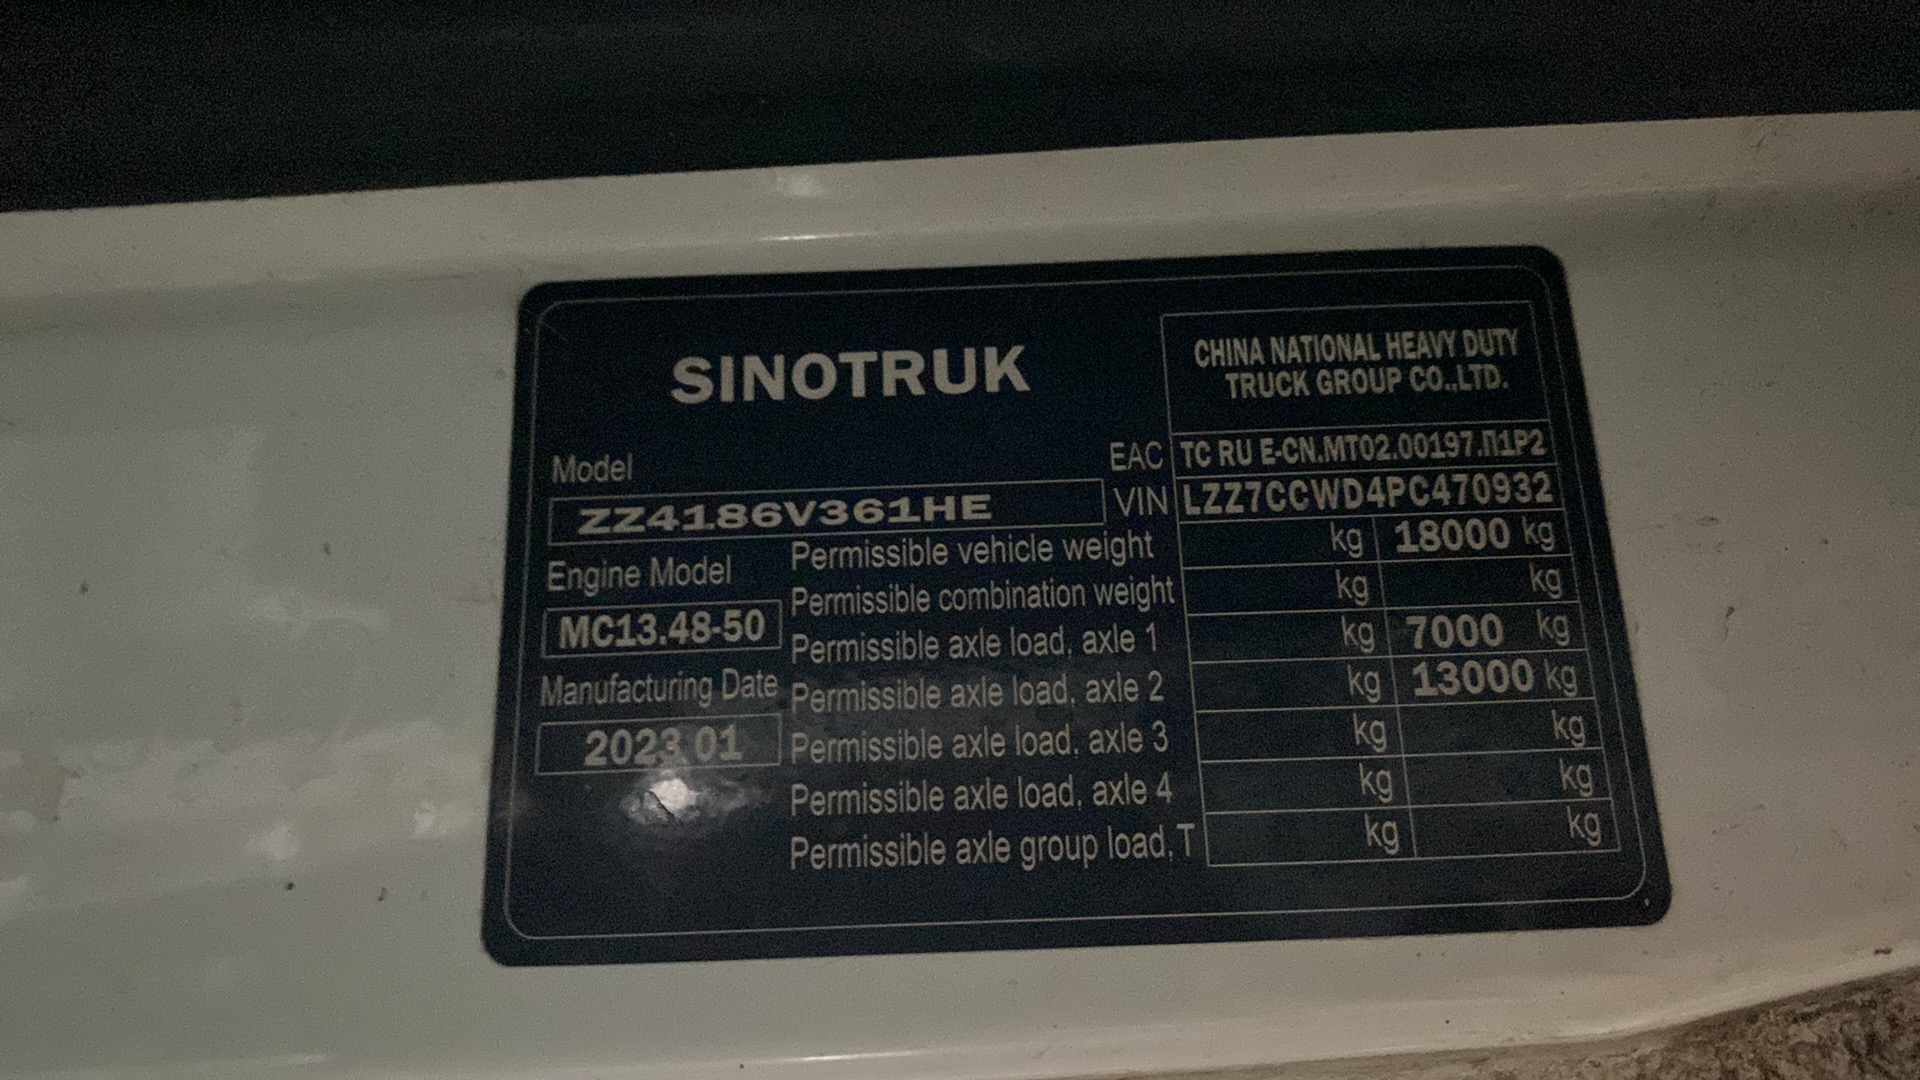 SINOTRUK
CHINA NATIONAL HEAVY DUTY
TRUCK GROUP CO.,LTD.
EAC TC RU E-CN.MT02.00197.П1Р2
Model
ZZ4186V361HE
VIN LZZ7CCWD4PC470932
Engine Model
MC13.48-50
Manufacturing Date
2023 01
Permissible vehicle weight kg 18000 kg
Permissible combination weight kg kg
Permissible axle load, axle 1 kg 7000 kg
Permissible axle load, axle 2 kg 13000 kg
Permissible axle load, axle 3 kg kg
Permissible axle load, axle 4 kg kg
Permissible axle group load, T kg kg